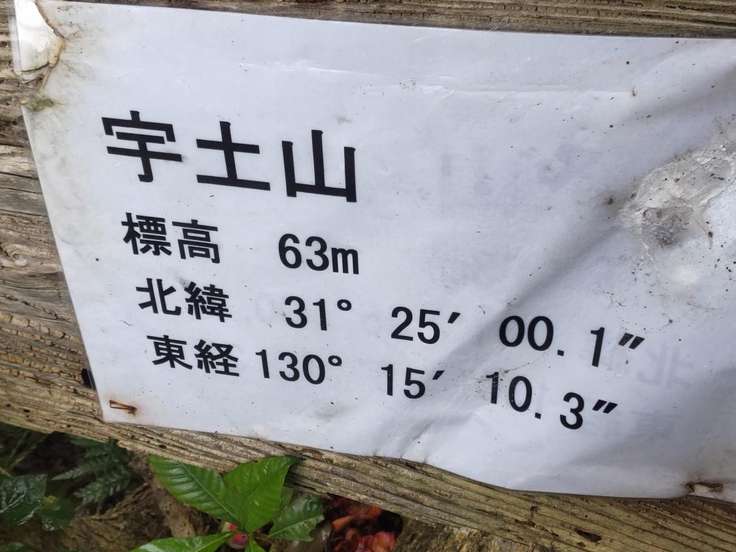 宇土山
標高 63m
北緯 31° 25′ 00.1″
東経 130° 15′ 10.3″